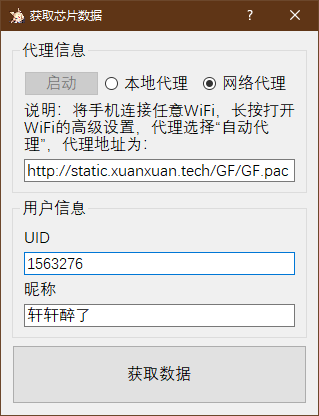 获取芯片数据
代理信息
启动 本地代理 网络代理
说明：将手机连接任意WiFi，长按打开
WiFi的高级设置，代理选择“自动代
理”，代理地址为：
http://static.xuanxuan.tech/GF/GF.pac
用户信息
UID
1563276
昵称
轩轩醉了
获取数据